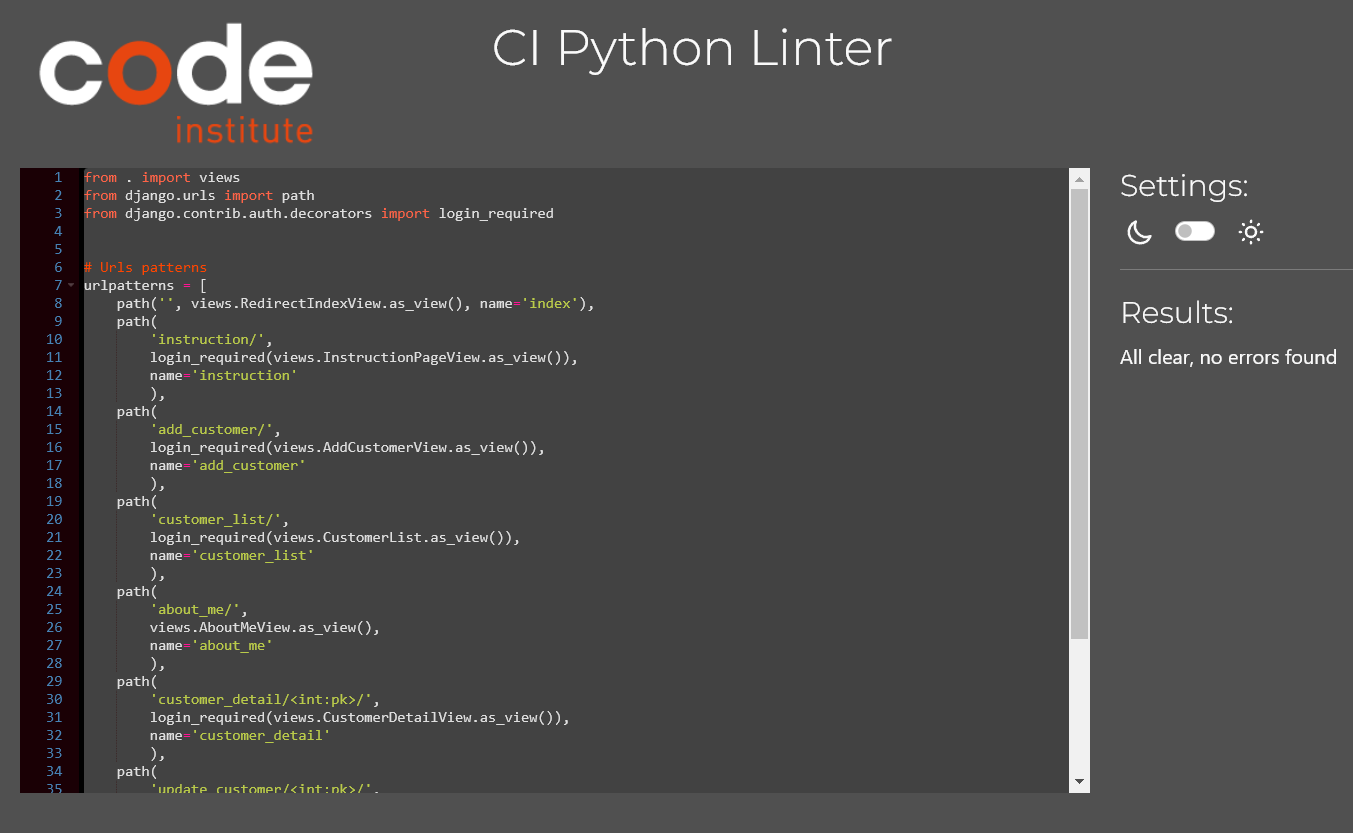 code
institute
CI Python Linter
1 from . import views
2 from django.urls import path
3 from django.contrib.auth.decorators import login_required
4
5
6 # Urls patterns
7 urlpatterns = [
8     path('', views.RedirectIndexView.as_view(), name='index'),
9     path(
10         'instruction/',
11         login_required(views.InstructionPageView.as_view()),
12         name='instruction'
13         ),
14     path(
15         'add_customer/',
16         login_required(views.AddCustomerView.as_view()),
17         name='add_customer'
18         ),
19     path(
20         'customer_list/',
21         login_required(views.CustomerList.as_view()),
22         name='customer_list'
23         ),
24     path(
25         'about_me/',
26         views.AboutMeView.as_view(),
27         name='about_me'
28         ),
29     path(
30         'customer_detail/<int:pk>/',
31         login_required(views.CustomerDetailView.as_view()),
32         name='customer_detail'
33         ),
34     path(
35         'update_customer/<int:pk>/',
Settings:
Results:
All clear, no errors found